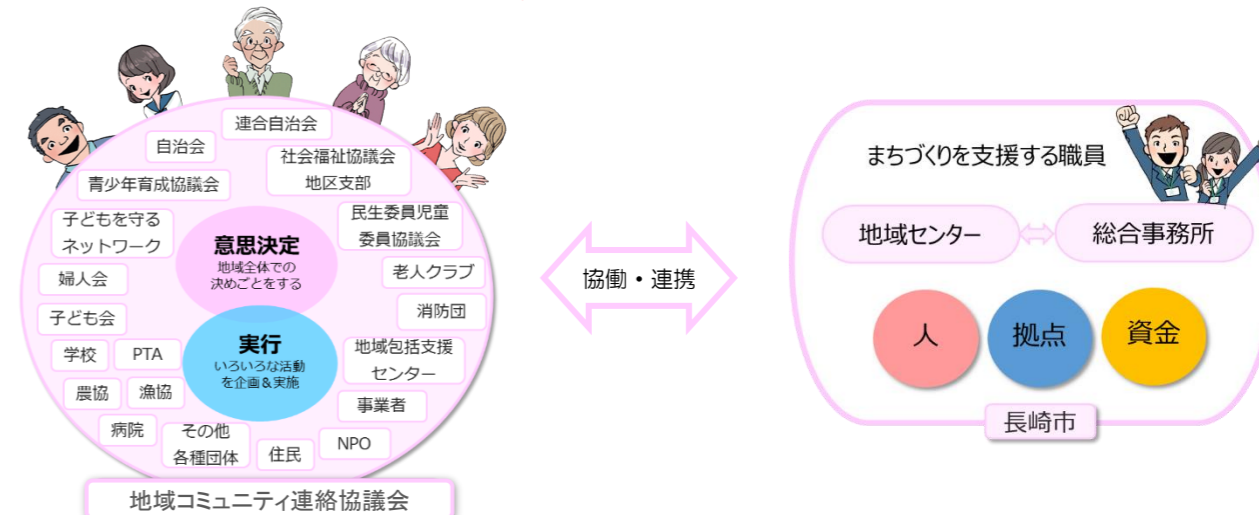 連合自治会
自治会
社会福祉協議会
地区支部
青少年育成協議会
子どもを守る
ネットワーク
民生委員児童
委員協議会
意思決定
地域全体での
決めごとをする
婦人会
老人クラブ
子ども会
消防団
実行
いろいろな活動
を企画&実施
学校
PTA
地域包括支援
センター
農協
漁協
事業者
病院
その他
各種団体
住民
NPO
地域コミュニティ連絡協議会
協働・連携
まちづくりを支援する職員
地域センター
総合事務所
人
拠点
資金
長崎市